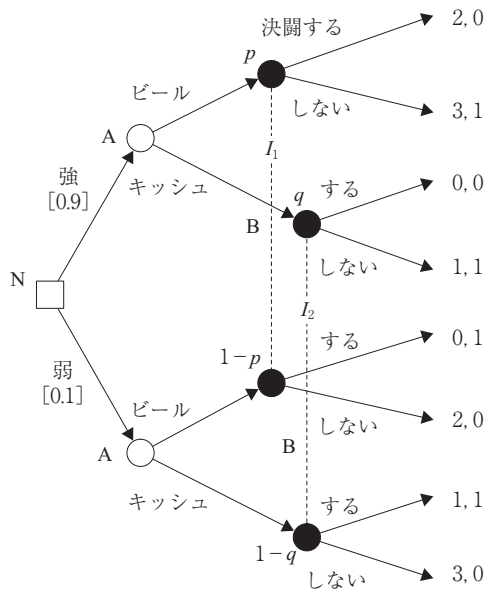 決闘する
2, 0
p
ビール
しない
3, 1
A
I₁
強
[0.9]
キッシュ
q
する
0, 0
B
しない
1, 1
N
I₂
弱
[0.1]
1−p
する
0, 1
ビール
しない
2, 0
A
B
キッシュ
する
1, 1
1−q
しない
3, 0